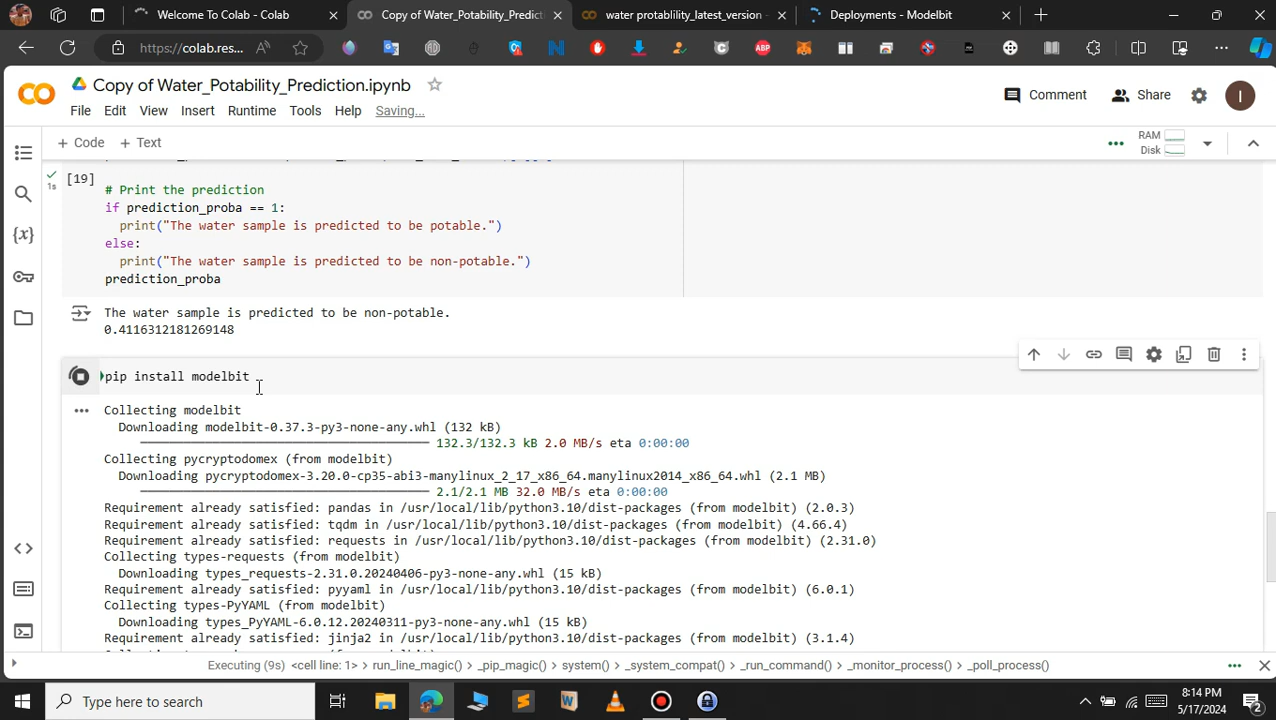 Welcome To Colab - Colab
Copy of Water_Potability_Predicti
water protablility_latest_version -
Deployments - Modelbit
https://colab.res...
Copy of Water_Potability_Prediction.ipynb
Comment
Share
I
File Edit View Insert Runtime Tools Help Saving...
+ Code + Text
RAM
Disk
[19]
1s
# Print the prediction
if prediction_proba == 1:
print("The water sample is predicted to be potable.")
else:
print("The water sample is predicted to be non-potable.")
prediction_proba
The water sample is predicted to be non-potable.
0.4116312181269148
pip install modelbit
Collecting modelbit
Downloading modelbit-0.37.3-py3-none-any.whl (132 kB)
132.3/132.3 kB 2.0 MB/s eta 0:00:00
Collecting pycryptodomex (from modelbit)
Downloading pycryptodomex-3.20.0-cp35-abi3-manylinux_2_17_x86_64.manylinux2014_x86_64.whl (2.1 MB)
2.1/2.1 MB 32.0 MB/s eta 0:00:00
Requirement already satisfied: pandas in /usr/local/lib/python3.10/dist-packages (from modelbit) (2.0.3)
Requirement already satisfied: tqdm in /usr/local/lib/python3.10/dist-packages (from modelbit) (4.66.4)
Requirement already satisfied: requests in /usr/local/lib/python3.10/dist-packages (from modelbit) (2.31.0)
Collecting types-requests (from modelbit)
Downloading types_requests-2.31.0.20240406-py3-none-any.whl (15 kB)
Requirement already satisfied: pyyaml in /usr/local/lib/python3.10/dist-packages (from modelbit) (6.0.1)
Collecting types-PyYAML (from modelbit)
Downloading types_PyYAML-6.0.12.20240311-py3-none-any.whl (15 kB)
Requirement already satisfied: jinja2 in /usr/local/lib/python3.10/dist-packages (from modelbit) (3.1.4)
Executing (9s) <cell line: 1> > run_line_magic() > _pip_magic() > system() > _system_compat() > _run_command() > _monitor_process() > _poll_process()
Type here to search
8:14 PM
5/17/2024
2